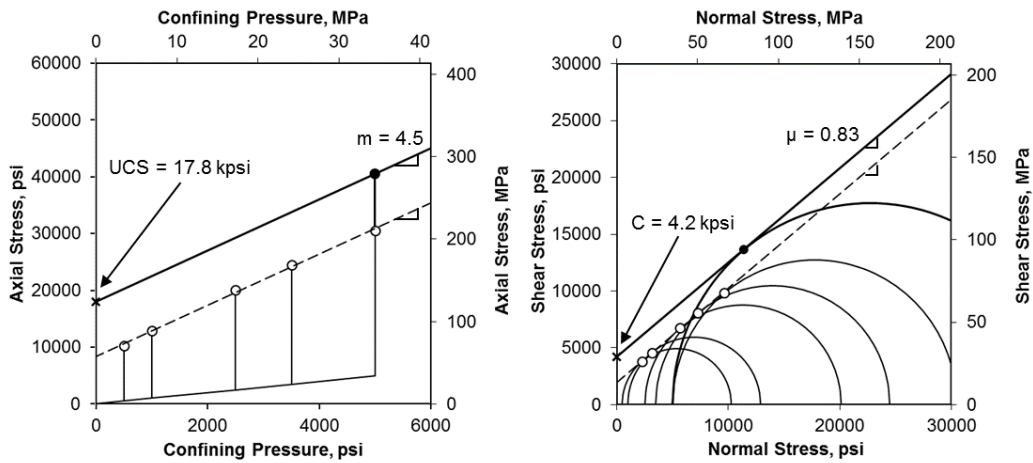 Confining Pressure, MPa
0 10 20 30 40
60000
50000
40000
30000
20000
10000
0
Axial Stress, psi
UCS = 17.8 kpsi
m = 4.5
400
300
200
100
0
Axial Stress, MPa
0 2000 4000 6000
Confining Pressure, psi
Normal Stress, MPa
0 50 100 150 200
30000
25000
20000
15000
10000
5000
0
Shear Stress, psi
μ = 0.83
C = 4.2 kpsi
200
150
100
50
0
Shear Stress, MPa
0 10000 20000 30000
Normal Stress, psi